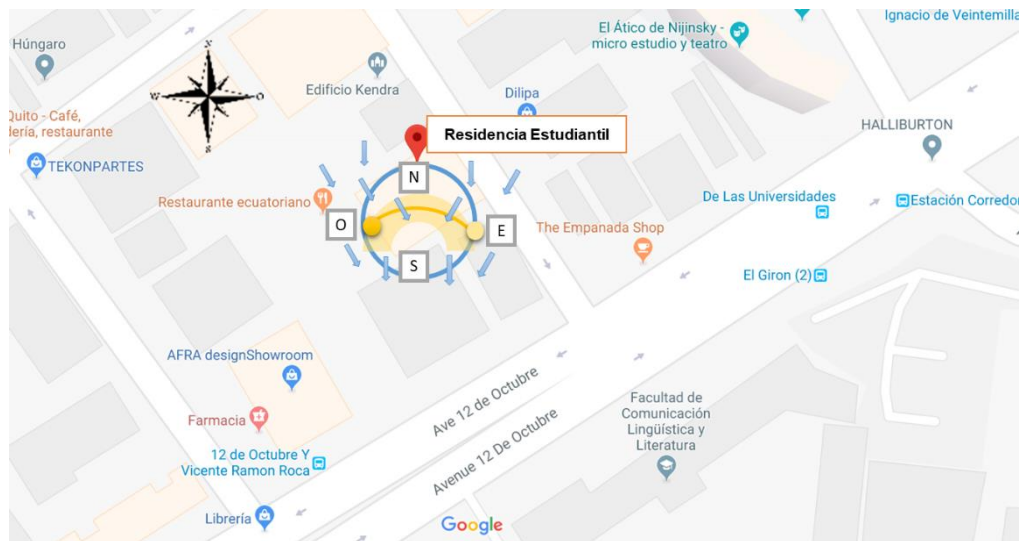 Ignacio de Veintemilla
El Ático de Nijinsky -
micro estudio y teatro
Húngaro
Edificio Kendra
Dilipa
Quito - Café,
dería, restaurante
TEKONPARTES
Residencia Estudiantil
HALLIBURTON
N
Restaurante ecuatoriano
De Las Universidades
Estación Corredor
O
E
The Empanada Shop
S
El Giron (2)
AFRA designShowroom
Farmacia
Ave 12 de Octubre
Facultad de
Comunicación
Lingüística y
Literatura
12 de Octubre Y
Vicente Ramon Roca
Avenue 12 De Octubre
Librería
Google